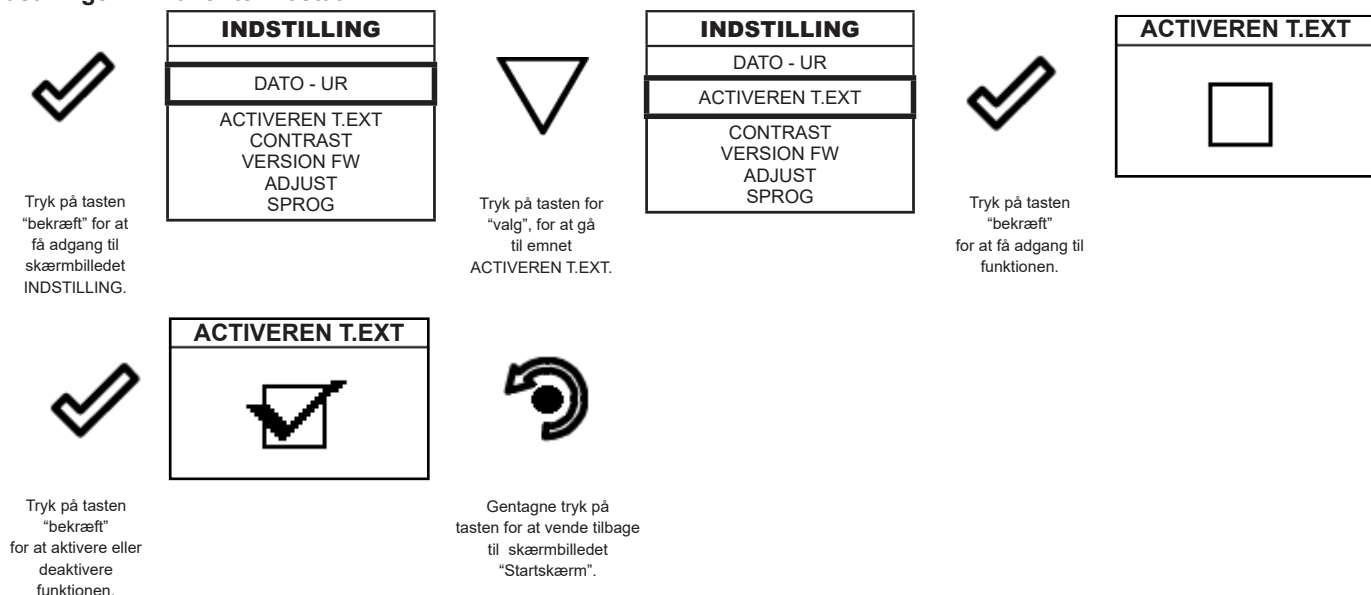 INDSTILLING
DATO - UR
ACTIVEREN T.EXT
CONTRAST
VERSION FW
ADJUST
SPROG
Tryk på tasten
“bekræft” for at
få adgang til
skærmbilledet
INDSTILLING.
Tryk på tasten for
“valg”, for at gå
til emnet
ACTIVEREN T.EXT.
INDSTILLING
DATO - UR
ACTIVEREN T.EXT
CONTRAST
VERSION FW
ADJUST
SPROG
Tryk på tasten
“bekræft”
for at få adgang til
funktionen.
ACTIVEREN T.EXT
Tryk på tasten
“bekræft”
for at aktivere eller
deaktivere
funktionen.
ACTIVEREN T.EXT
Gentagne tryk på
tasten for at vende tilbage
til skærmbilledet
“Startskærm”.